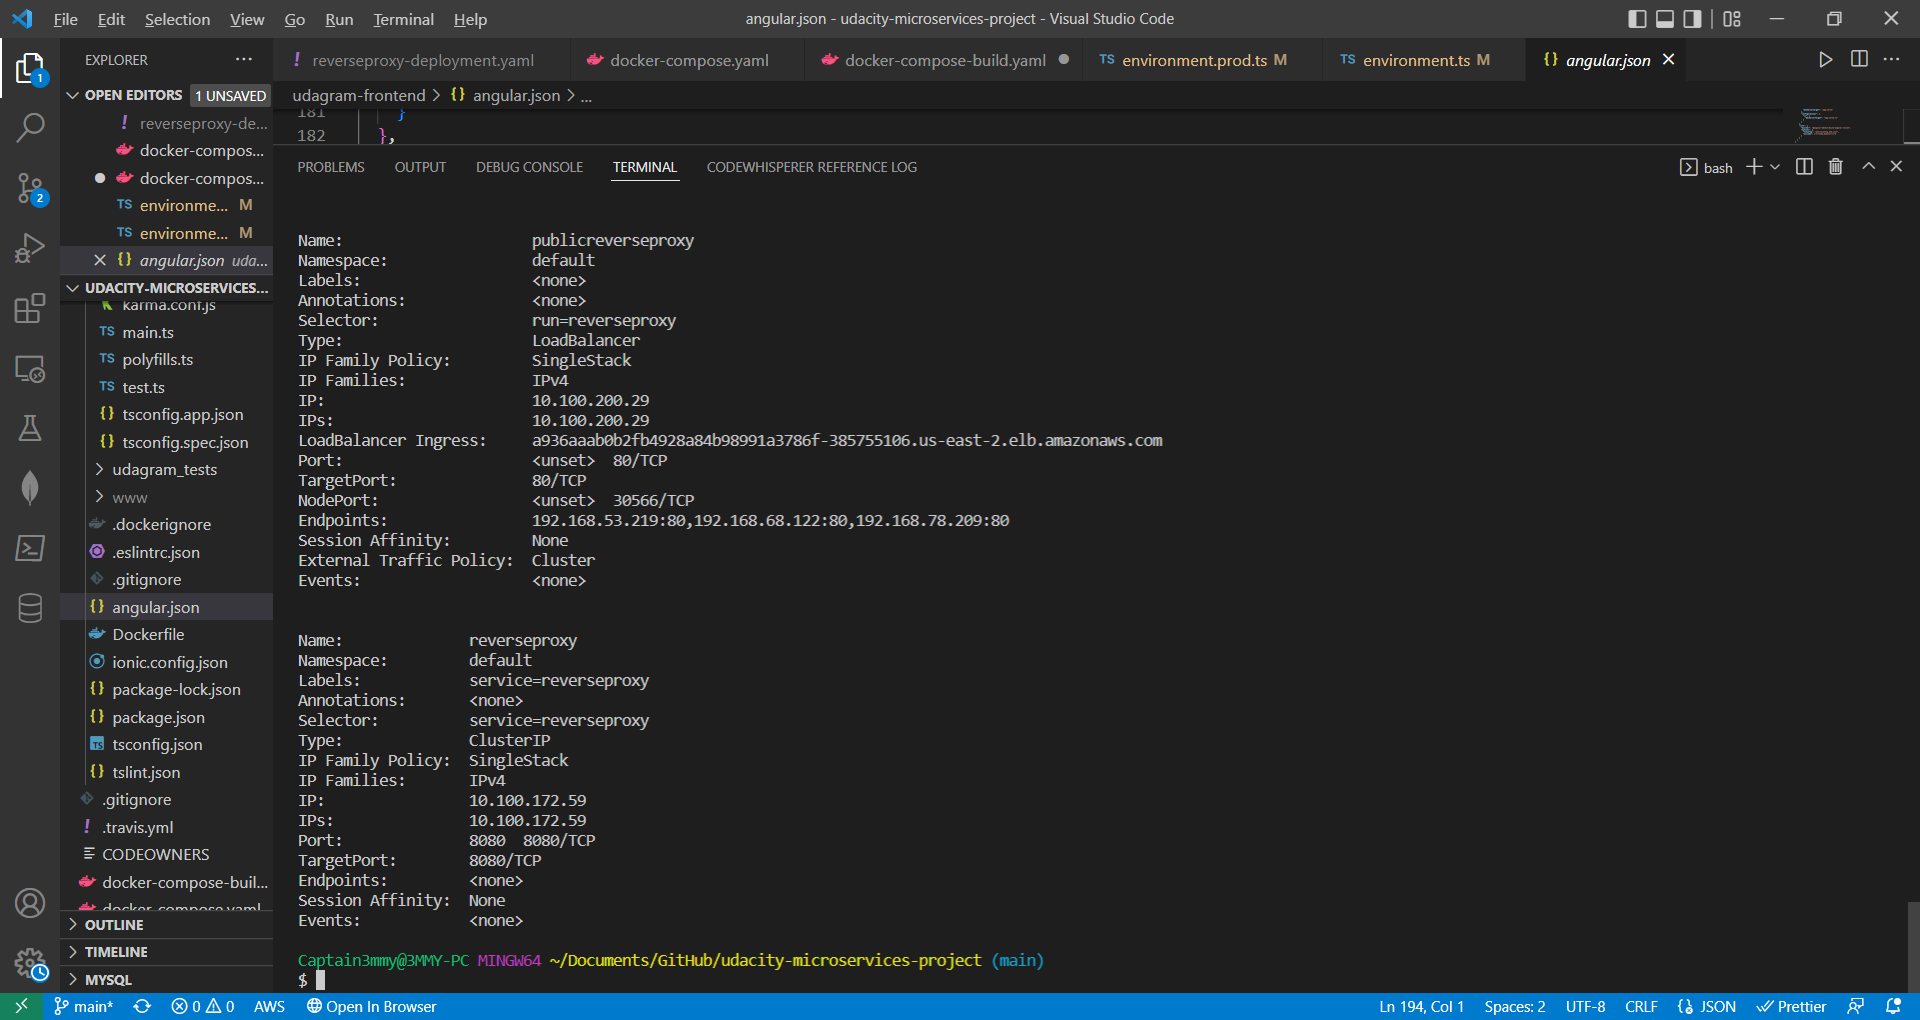 File Edit Selection View Go Run Terminal Help
angular.json - udacity-microservices-project - Visual Studio Code
EXPLORER
OPEN EDITORS 1 UNSAVED
! reverseproxy-de...
docker-compos...
docker-compos...
TS environme... M
TS environme... M
{} angular.json uda...
UDACITY-MICROSERVICES...
karma.conf.js
TS main.ts
TS polyfills.ts
TS test.ts
{} tsconfig.app.json
{} tsconfig.spec.json
udagram_tests
www
.dockerignore
.eslintrc.json
.gitignore
{} angular.json
Dockerfile
ionic.config.json
{} package-lock.json
{} package.json
TS tsconfig.json
{} tslint.json
.gitignore
! .travis.yml
CODEOWNERS
docker-compose-buil...
docker-compose.yaml
OUTLINE
TIMELINE
MYSQL
1
2
! reverseproxy-deployment.yaml
docker-compose.yaml
docker-compose-build.yaml
TS environment.prod.ts M
TS environment.ts M
{} angular.json
udagram-frontend > {} angular.json > ...
181 }
182 },
PROBLEMS OUTPUT DEBUG CONSOLE TERMINAL CODEWHISPERER REFERENCE LOG
bash
Name: publicreverseproxy
Namespace: default
Labels: <none>
Annotations: <none>
Selector: run=reverseproxy
Type: LoadBalancer
IP Family Policy: SingleStack
IP Families: IPv4
IP: 10.100.200.29
IPs: 10.100.200.29
LoadBalancer Ingress: a936aaab0b2fb4928a84b98991a3786f-385755106.us-east-2.elb.amazonaws.com
Port: <unset> 80/TCP
TargetPort: 80/TCP
NodePort: <unset> 30566/TCP
Endpoints: 192.168.53.219:80,192.168.68.122:80,192.168.78.209:80
Session Affinity: None
External Traffic Policy: Cluster
Events: <none>
Name: reverseproxy
Namespace: default
Labels: service=reverseproxy
Annotations: <none>
Selector: service=reverseproxy
Type: ClusterIP
IP Family Policy: SingleStack
IP Families: IPv4
IP: 10.100.172.59
IPs: 10.100.172.59
Port: 8080 8080/TCP
TargetPort: 8080/TCP
Endpoints: <none>
Session Affinity: None
Events: <none>
Captain3mmy@3MMY-PC MINGW64 ~/Documents/GitHub/udacity-microservices-project (main)
$
main* 0 0 AWS Open In Browser
Ln 194, Col 1 Spaces: 2 UTF-8 CRLF {} JSON Prettier